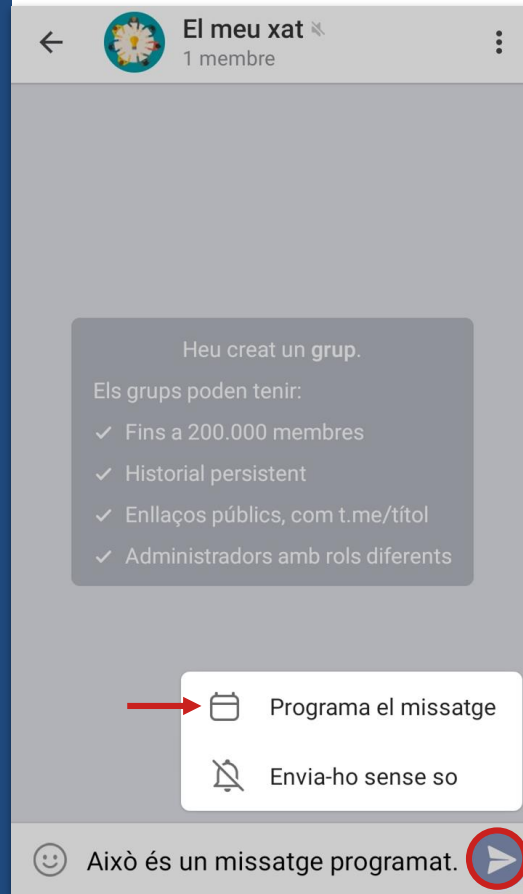 El meu xat
1 membre
Heu creat un grup.
Els grups poden tenir:
Fins a 200.000 membres
Historial persistent
Enllaços públics, com t.me/títol
Administradors amb rols diferents
Programa el missatge
Envia-ho sense so
Això és un missatge programat.